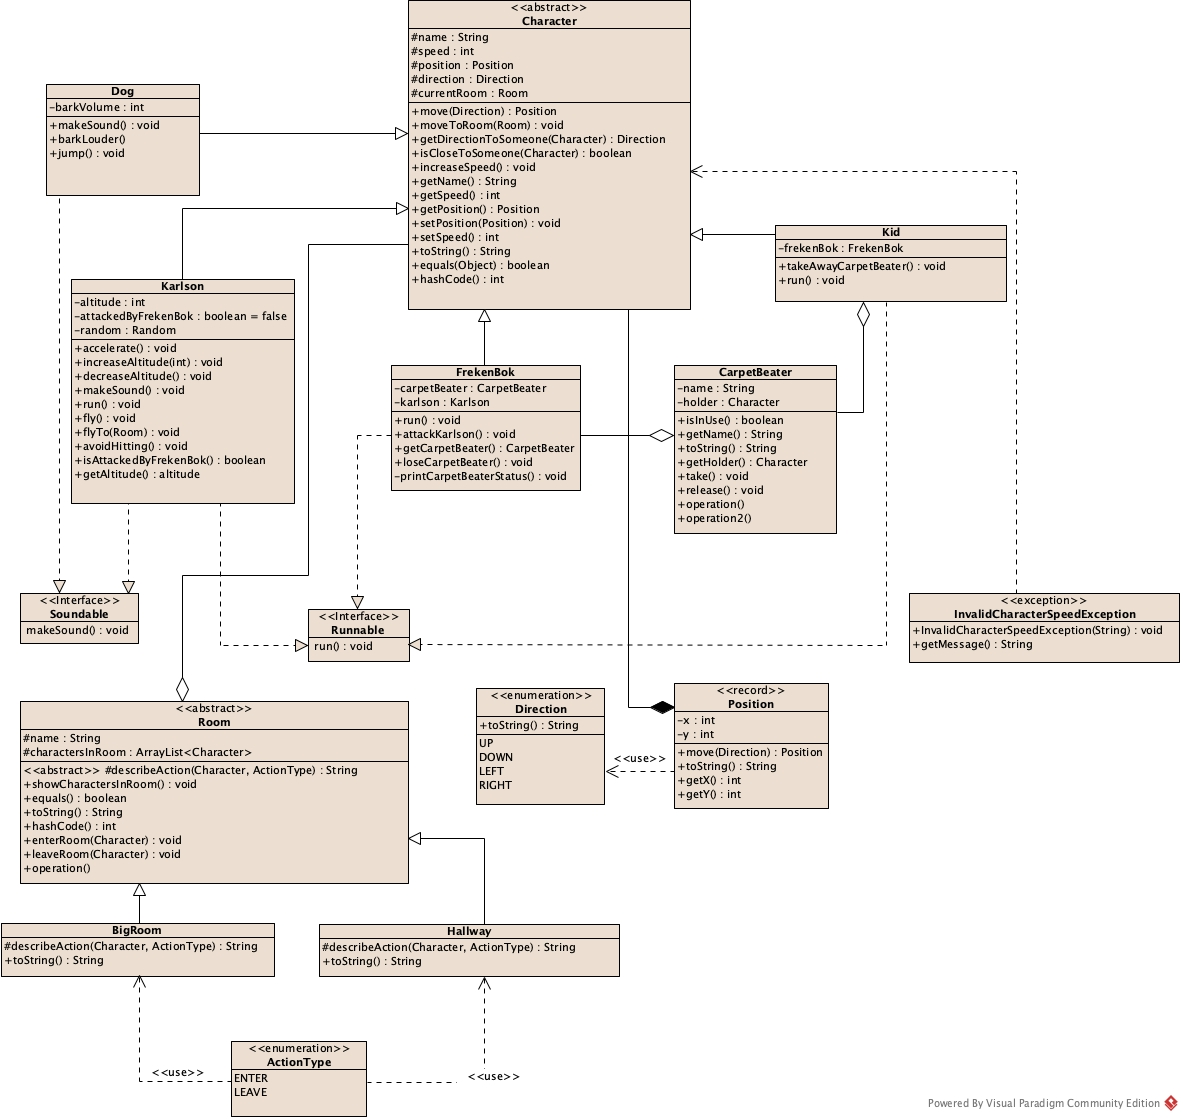 <<abstract>>
Character
#name : String
#speed : int
#position : Position
#direction : Direction
#currentRoom : Room
+move(Direction) : Position
+moveToRoom(Room) : void
+getDirectionToSomeone(Character) : Direction
+isCloseToSomeone(Character) : boolean
+increaseSpeed() : void
+getName() : String
+getSpeed() : int
+getPosition() : Position
+setPosition(Position) : void
+setSpeed() : int
+toString() : String
+equals(Object) : boolean
+hashCode() : int
Dog
-barkVolume : int
+makeSound() : void
+barkLouder()
+jump() : void
Kid
-frekenBok : FrekenBok
+takeAwayCarpetBeater() : void
+run() : void
Karlson
-altitude : int
-attackedByFrekenBok : boolean = false
-random : Random
+accelerate() : void
+increaseAltitude(int) : void
+decreaseAltitude() : void
+makeSound() : void
+run() : void
+fly() : void
+flyTo(Room) : void
+avoidHitting() : void
+isAttackedByFrekenBok() : boolean
+getAltitude() : altitude
FrekenBok
-carpetBeater : CarpetBeater
-karlson : Karlson
+run() : void
+attackKarlson() : void
+getCarpetBeater() : CarpetBeater
+loseCarpetBeater() : void
-printCarpetBeaterStatus() : void
CarpetBeater
-name : String
-holder : Character
+isInUse() : boolean
+getName() : String
+toString() : String
+getHolder() : Character
+take() : void
+release() : void
+operation()
+operation2()
<<Interface>>
Soundable
makeSound() : void
<<Interface>>
Runnable
run() : void
<<exception>>
InvalidCharacterSpeedException
+InvalidCharacterSpeedException(String) : void
+getMessage() : String
<<abstract>>
Room
#name : String
#charactersInRoom : ArrayList<Character>
<<abstract>> #describeAction(Character, ActionType) : String
+showCharactersInRoom() : void
+equals() : boolean
+toString() : String
+hashCode() : int
+enterRoom(Character) : void
+leaveRoom(Character) : void
+operation()
<<enumeration>>
Direction
+toString() : String
UP
DOWN
LEFT
RIGHT
<<use>>
<<record>>
Position
-x : int
-y : int
+move(Direction) : Position
+toString() : String
+getX() : int
+getY() : int
BigRoom
#describeAction(Character, ActionType) : String
+toString() : String
Hallway
#describeAction(Character, ActionType) : String
+toString() : String
<<use>>
<<enumeration>>
ActionType
ENTER
LEAVE
<<use>>
Powered By Visual Paradigm Community Edition